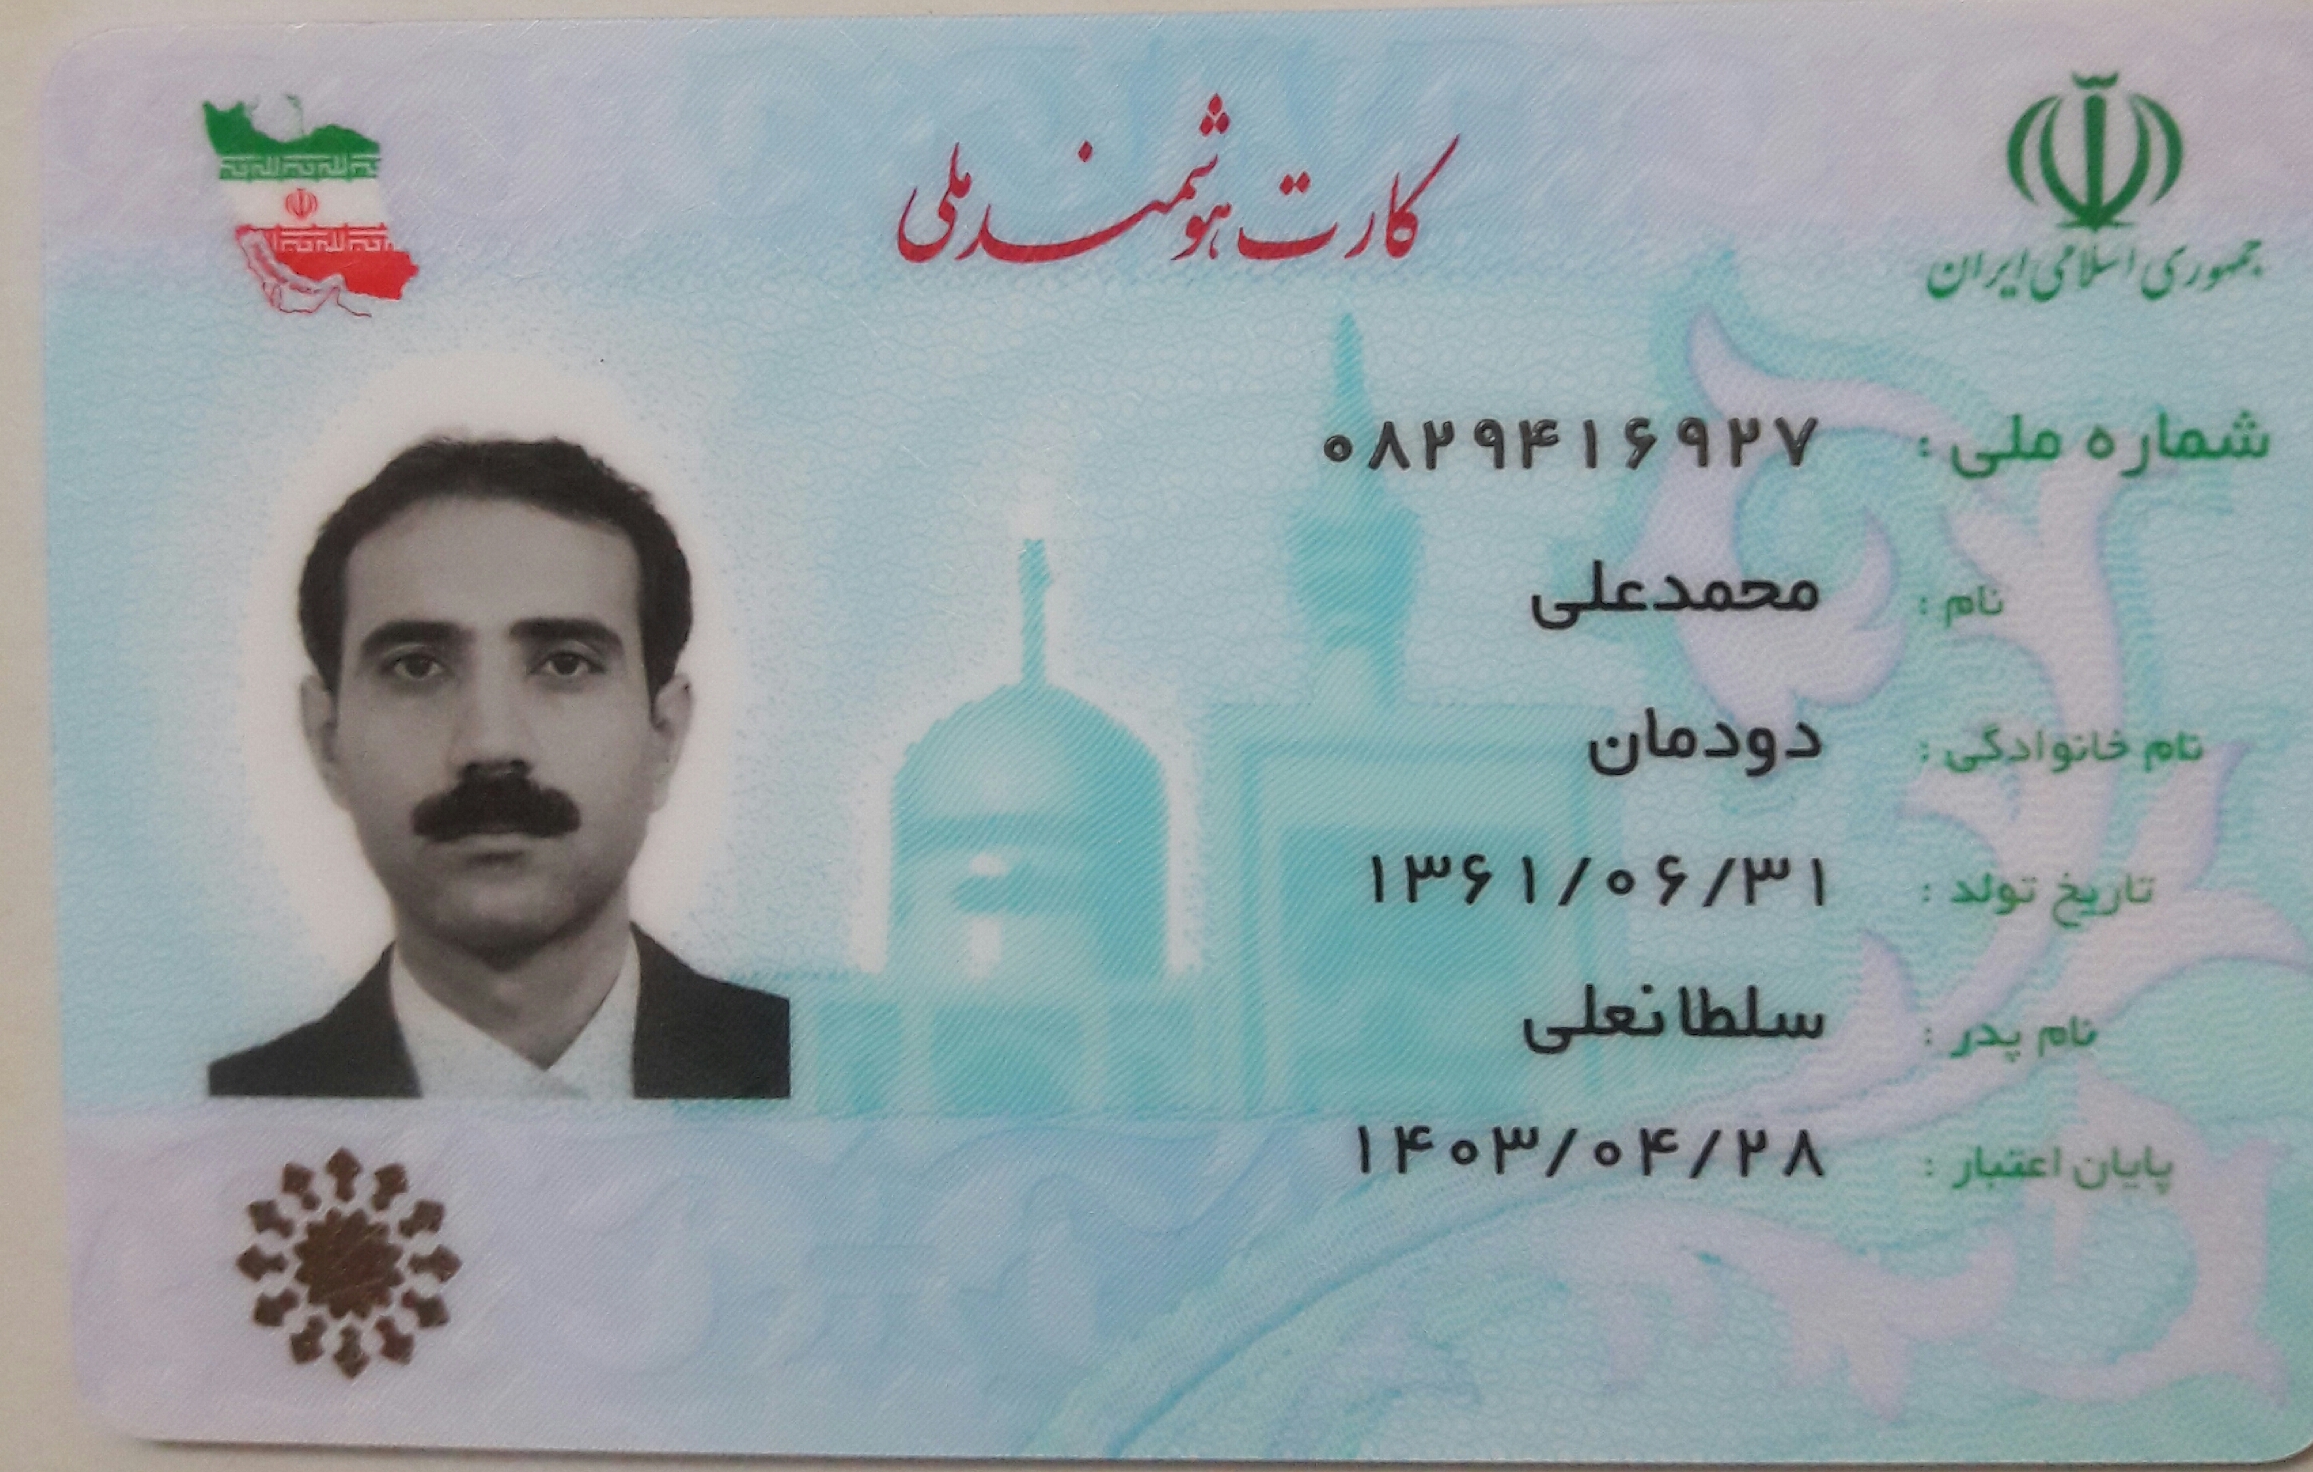 جمهوری اسلامی ایران
کارت هوشمند ملی
شماره ملی : ۰۸۲۹۴۱۶۹۲۷
نام : محمدعلی
نام خانوادگی : دودمان
تاریخ تولد : ۱۳۶۱/۰۶/۳۱
نام پدر : سلطانعلی
پایان اعتبار : ۱۴۰۳/۰۴/۲۸